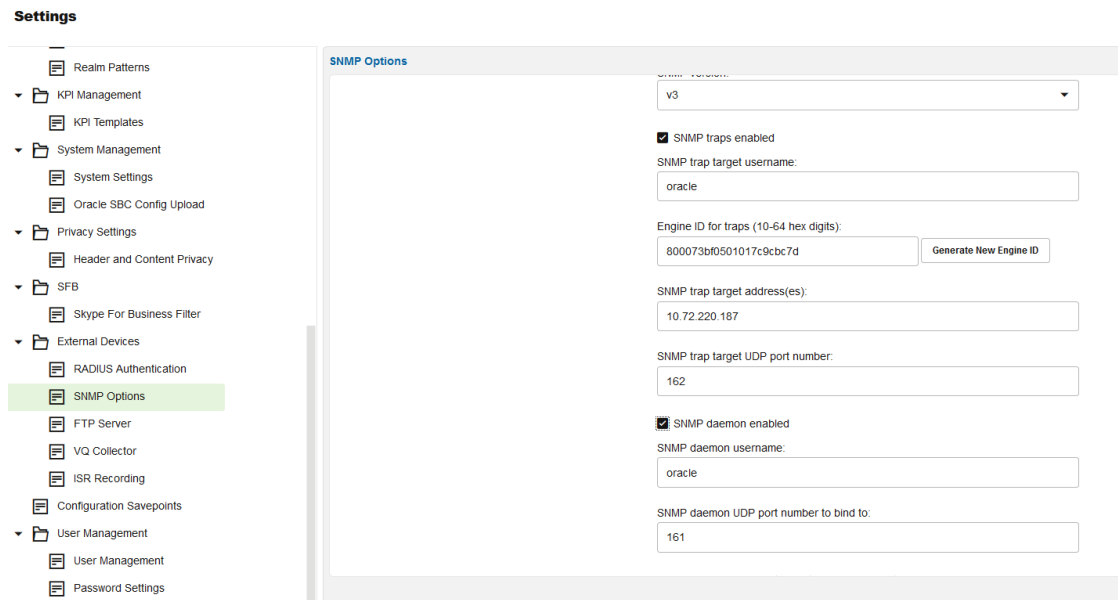 Settings
Realm Patterns
KPI Management
KPI Templates
System Management
System Settings
Oracle SBC Config Upload
Privacy Settings
Header and Content Privacy
SFB
Skype For Business Filter
External Devices
RADIUS Authentication
SNMP Options
FTP Server
VQ Collector
ISR Recording
Configuration Savepoints
User Management
User Management
Password Settings
SNMP Options
SNMP version:
v3
SNMP traps enabled
SNMP trap target username:
oracle
Engine ID for traps (10-64 hex digits):
800073bf0501017c9cbc7d
Generate New Engine ID
SNMP trap target address(es):
10.72.220.187
SNMP trap target UDP port number:
162
SNMP daemon enabled
SNMP daemon username:
oracle
SNMP daemon UDP port number to bind to:
161